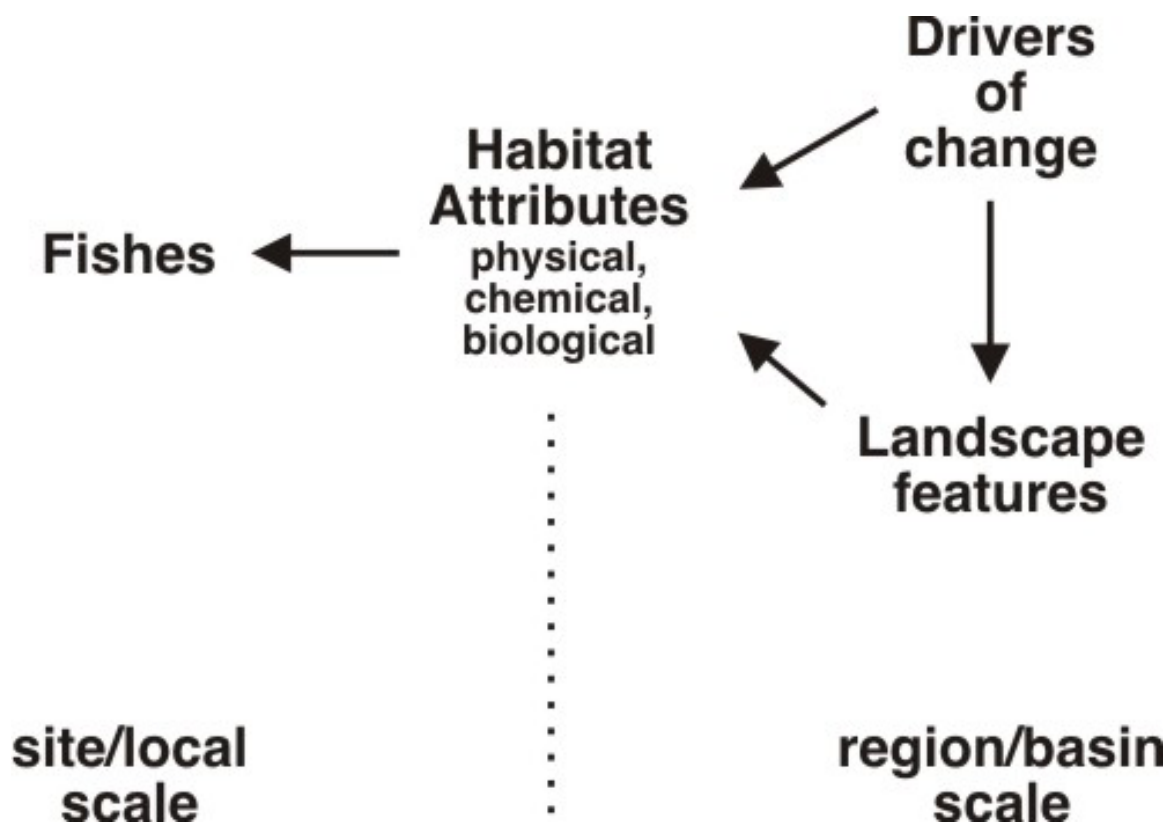 Drivers
of
change
Habitat
Attributes
physical,
chemical,
biological
Fishes
Landscape
features
site/local
scale
region/basin
scale